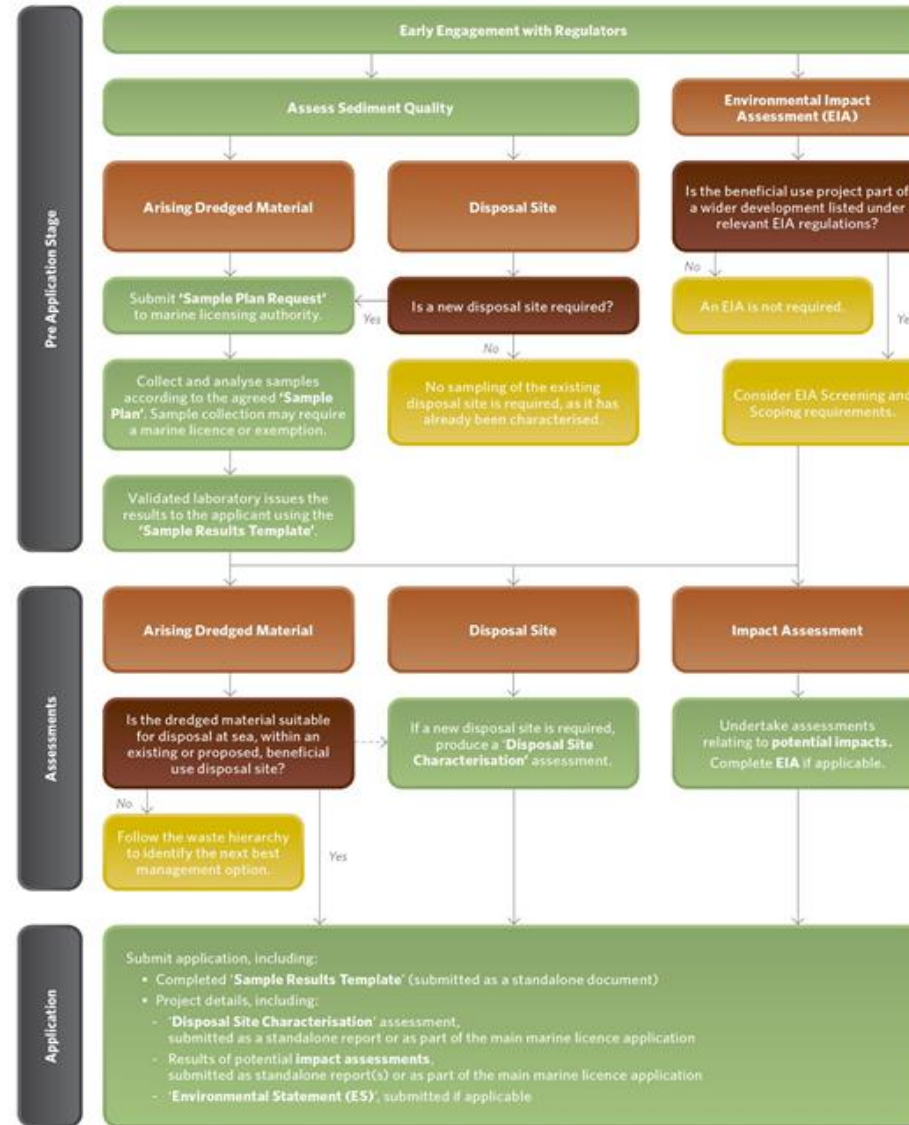 Pre Application Stage
Early Engagement with Regulators
Assess Sediment Quality
Environmental Impact
Assessment (EIA)
Arising Dredged Material
Disposal Site
Is the beneficial use project part of
a wider development listed under
relevant EIA regulations?
No
Submit ‘Sample Plan Request’
to marine licensing authority.
Yes
Is a new disposal site required?
An EIA is not required.
Ye
No
Collect and analyse samples
according to the agreed ‘Sample
Plan’. Sample collection may require
a marine licence or exemption.
No sampling of the existing
disposal site is required, as it has
already been characterised.
Consider EIA Screening and
Scoping requirements.
Validated laboratory issues the
results to the applicant using the
‘Sample Results Template’.
Assessments
Arising Dredged Material
Disposal Site
Impact Assessment
Is the dredged material suitable
for disposal at sea, within an
existing or proposed, beneficial
use disposal site?
If a new disposal site is required,
produce a ‘Disposal Site
Characterisation’ assessment.
Undertake assessments
relating to potential impacts.
Complete EIA if applicable.
No
Follow the waste hierarchy
to identify the next best
management option.
Yes
Application
Submit application, including:
• Completed ‘Sample Results Template’ (submitted as a standalone document)
• Project details, including:
- ‘Disposal Site Characterisation’ assessment,
submitted as a standalone report or as part of the main marine licence application
- Results of potential impact assessments,
submitted as standalone report(s) or as part of the main marine licence application
- ‘Environmental Statement (ES)’, submitted if applicable